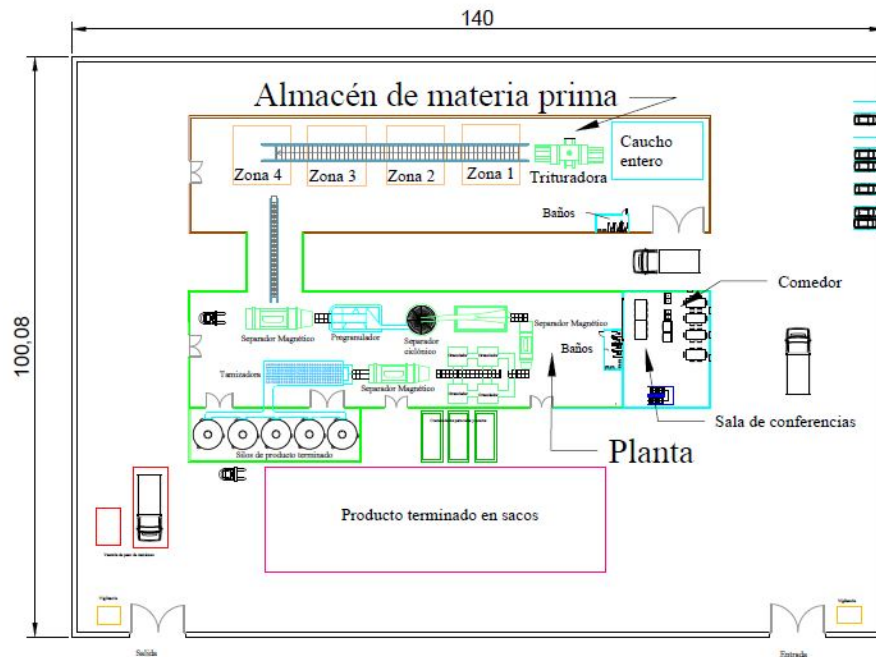 140
100,08
Almacén de materia prima
Caucho
entero
Zona 4
Zona 3
Zona 2
Zona 1
Trituradora
Baños
Comedor
Separador Magnético
Pregranulador
Separador
ciclónico
Separador Magnético
Baños
Tamizadora
Separador Magnético
Sala de conferencias
Silos de producto terminado
Planta
Producto terminado en sacos
Vigilancia
Vigilancia
Salida
Entrada